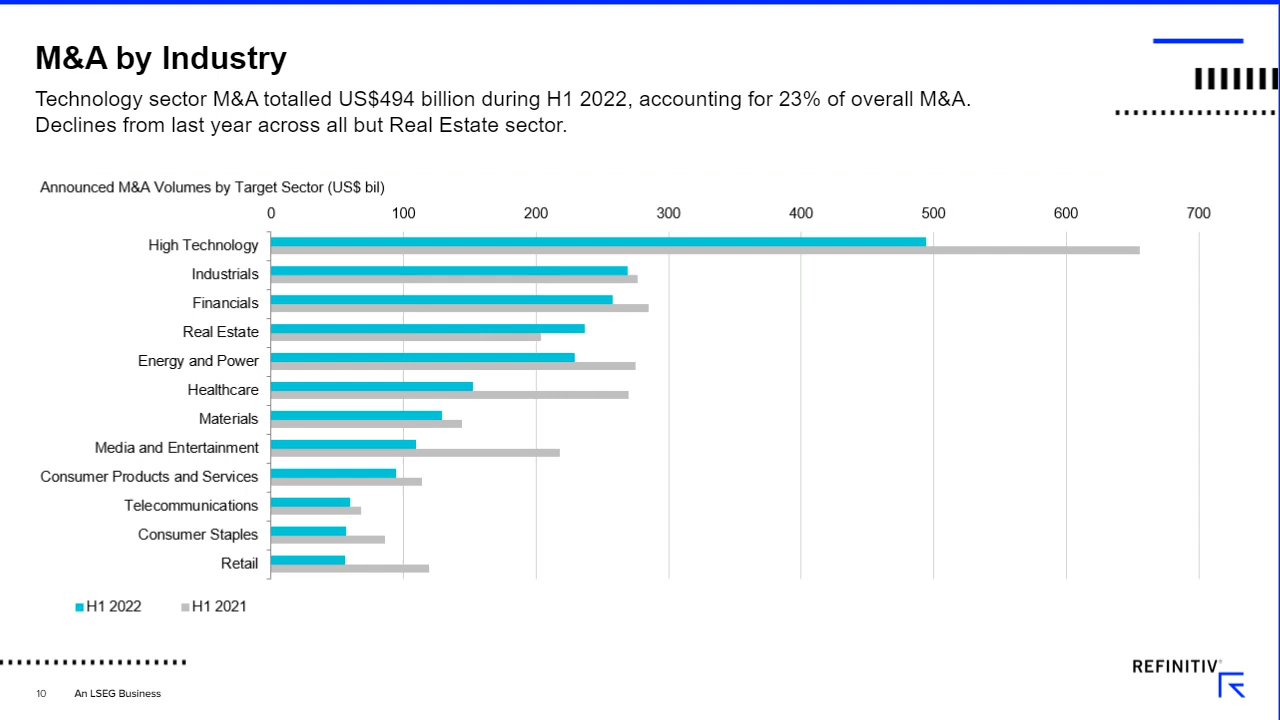 M&A by Industry
Technology sector M&A totalled US$494 billion during H1 2022, accounting for 23% of overall M&A.
Declines from last year across all but Real Estate sector.
Announced M&A Volumes by Target Sector (US$ bil)
0 100 200 300 400 500 600 700
High Technology
Industrials
Financials
Real Estate
Energy and Power
Healthcare
Materials
Media and Entertainment
Consumer Products and Services
Telecommunications
Consumer Staples
Retail
H1 2022 H1 2021
REFINITIV®
10 An LSEG Business